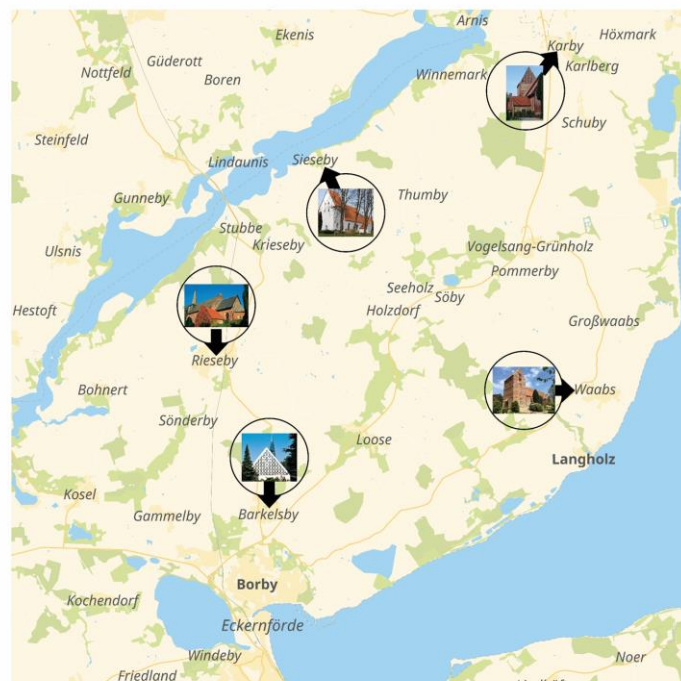 Arnis
Ekenis
Höxmark
Karby
Güderott
Karlberg
Nottfeld
Boren
Winnemark
Schuby
Steinfeld
Lindaunis
Sieseby
Gunneby
Thumby
Stubbe
Krieseby
Vogelsang-Grünholz
Ulsnis
Pommerby
Seeholz
Söby
Hestoft
Holzdorf
Großwaabs
Rieseby
Bohnert
Waabs
Sönderby
Loose
Langholz
Kosel
Gammelby
Barkelsby
Borby
Kochendorf
Eckernförde
Windeby
Noer
Friedland